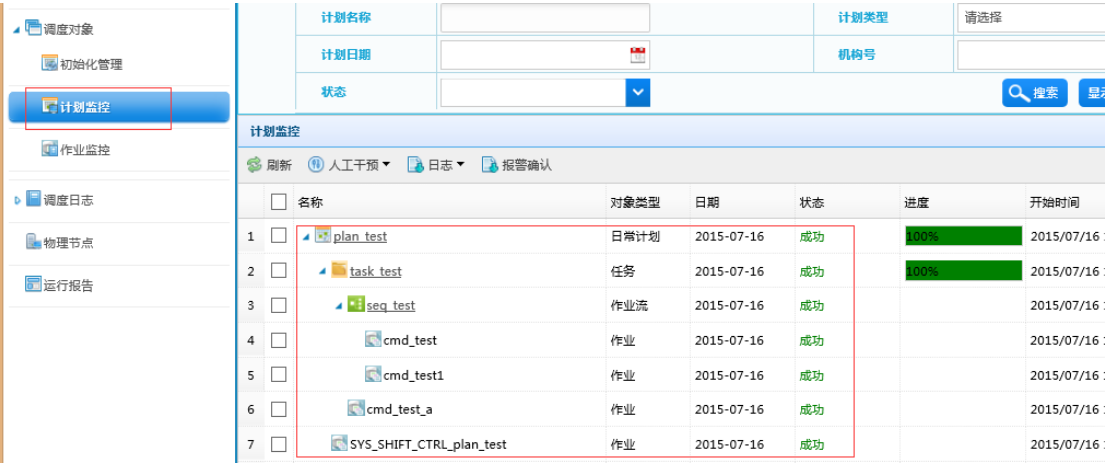 调度对象
初始化管理
计划监控
作业监控
调度日志
物理节点
运行报告
计划名称 计划类型 请选择
计划日期 机构号
状态 搜索
计划监控
刷新 人工干预 日志 报警确认
名称 对象类型 日期 状态 进度 开始时间
1 plan_test 日常计划 2015-07-16 成功 100% 2015/07/16
2 task_test 任务 2015-07-16 成功 100% 2015/07/16
3 seq_test 作业流 2015-07-16 成功 2015/07/16
4 cmd_test 作业 2015-07-16 成功 2015/07/16
5 cmd_test1 作业 2015-07-16 成功 2015/07/16
6 cmd_test_a 作业 2015-07-16 成功 2015/07/16
7 SYS_SHIFT_CTRL_plan_test 作业 2015-07-16 成功 2015/07/16